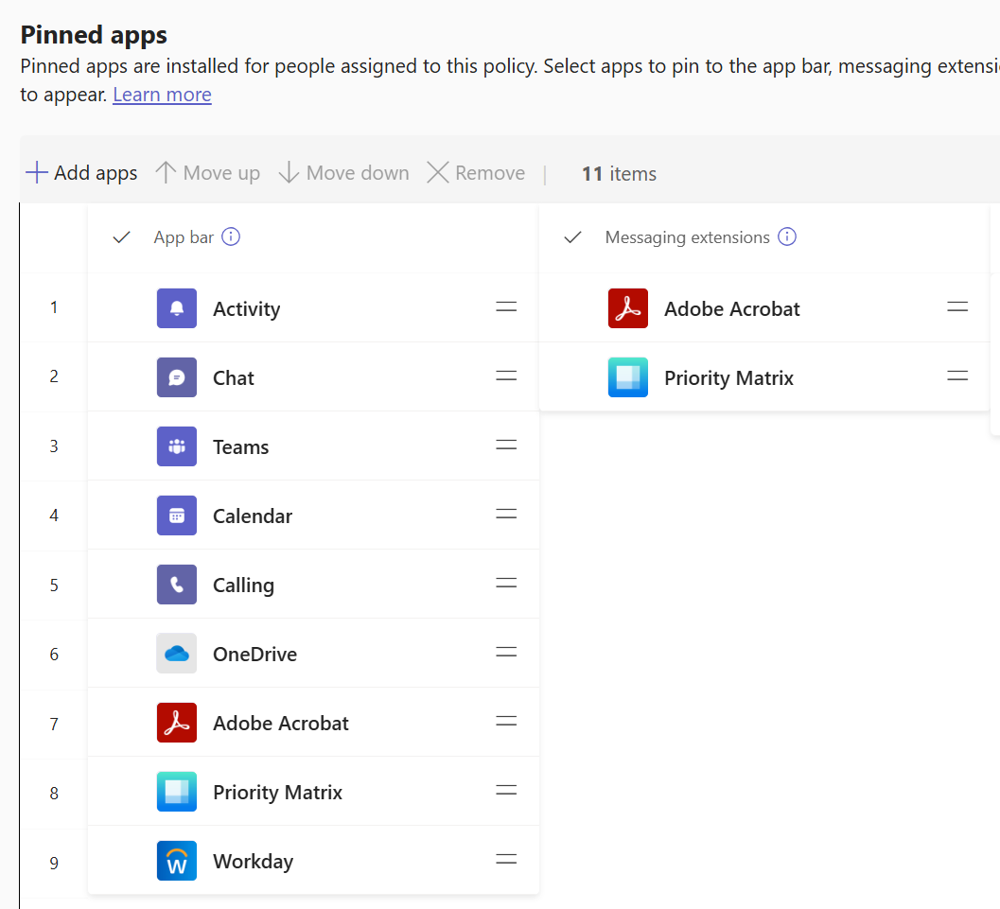 Pinned apps
Pinned apps are installed for people assigned to this policy. Select apps to pin to the app bar, messaging
to appear. Learn more
Add apps Move up Move down Remove | 11 items
App bar Messaging extensions
1 Activity Adobe Acrobat
2 Chat Priority Matrix
3 Teams
4 Calendar
5 Calling
6 OneDrive
7 Adobe Acrobat
8 Priority Matrix
9 Workday